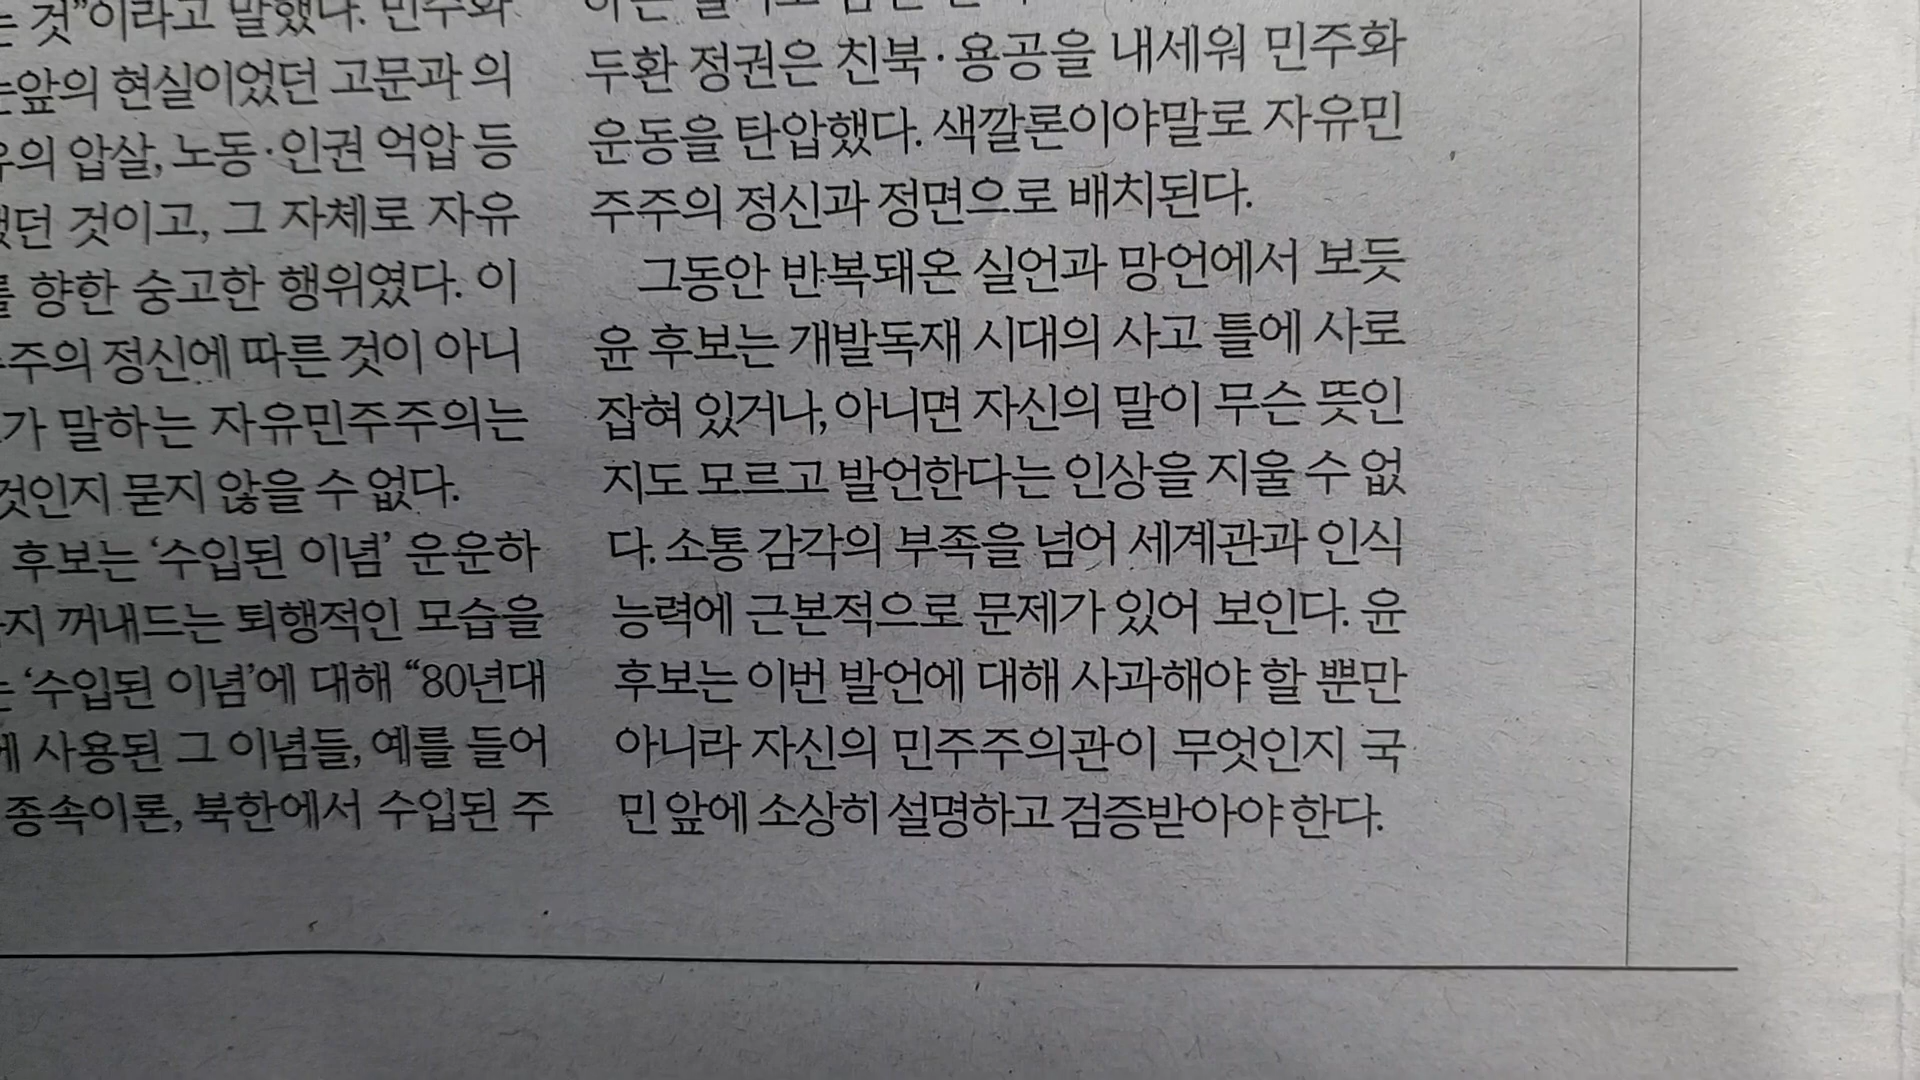 것”이라고 말했다. 민주화
현실이었던 고문과 의
압살, 노동·인권 억압 등
것이고, 그 자체로 자유
향한 숭고한 행위였다. 이
정신에 따른 것이 아니
말하는 자유민주주의는
묻지 않을 수 없다.
후보는 ‘수입된 이념’ 운운하
꺼내드는 퇴행적인 모습을
‘수입된 이념’에 대해 “80년대
사용된 그 이념들, 예를 들어
종속이론, 북한에서 수입된 주
두환 정권은 친북·용공을 내세워 민주화
운동을 탄압했다. 색깔론이야말로 자유민
주주의 정신과 정면으로 배치된다.
그동안 반복돼온 실언과 망언에서 보듯
윤 후보는 개발독재 시대의 사고 틀에 사로
잡혀 있거나, 아니면 자신의 말이 무슨 뜻인
지도 모르고 발언한다는 인상을 지울 수 없
다. 소통 감각의 부족을 넘어 세계관과 인식
능력에 근본적으로 문제가 있어 보인다. 윤
후보는 이번 발언에 대해 사과해야 할 뿐만
아니라 자신의 민주주의관이 무엇인지 국
민 앞에 소상히 설명하고 검증받아야 한다.